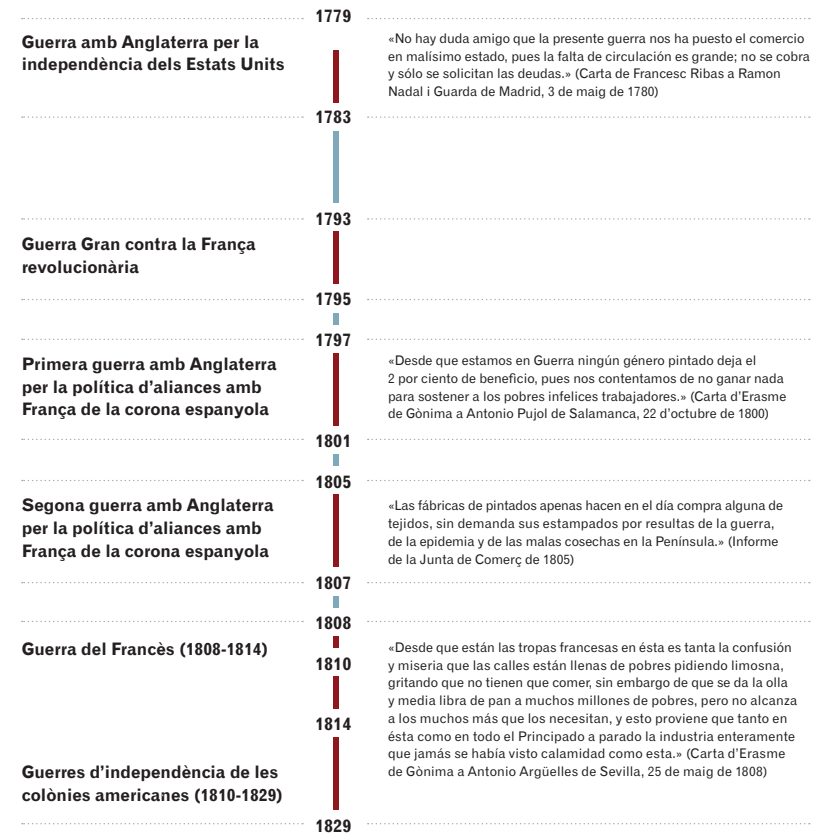 1779
Guerra amb Anglaterra per la
independència dels Estats Units
«No hay duda amigo que la presente guerra nos ha puesto el comercio
en malísimo estado, pues la falta de circulación es grande; no se cobra
y sólo se solicitan las deudas.» (Carta de Francesc Ribas a Ramon
Nadal i Guarda de Madrid, 3 de maig de 1780)
1783
1793
Guerra Gran contra la França
revolucionària
1795
1797
Primera guerra amb Anglaterra
per la política d'aliances amb
França de la corona espanyola
«Desde que estamos en Guerra ningún género pintado deja el
2 por ciento de beneficio, pues nos contentamos de no ganar nada
para sostener a los pobres infelices trabajadores.» (Carta d'Erasme
de Gònima a Antonio Pujol de Salamanca, 22 d'octubre de 1800)
1801
1805
Segona guerra amb Anglaterra
per la política d'aliances amb
França de la corona espanyola
«Las fábricas de pintados apenas hacen en el día compra alguna de
tejidos, sin demanda sus estampados por resultas de la guerra,
de la epidemia y de las malas cosechas en la Península.» (Informe
de la Junta de Comerç de 1805)
1807
1808
Guerra del Francès (1808-1814)
«Desde que están las tropas francesas en ésta es tanta la confusión
y miseria que las calles están llenas de pobres pidiendo limosna,
gritando que no tienen que comer, sin embargo de que se da la olla
y media libra de pan a muchos millones de pobres, pero no alcanza
a los muchos más que los necesitan, y esto proviene que tanto en
ésta como en todo el Principado a parado la industria enteramente
que jamás se había visto calamidad como esta.» (Carta d'Erasme
de Gònima a Antonio Argüelles de Sevilla, 25 de maig de 1808)
1810
1814
Guerres d'independència de les
colònies americanes (1810-1829)
1829